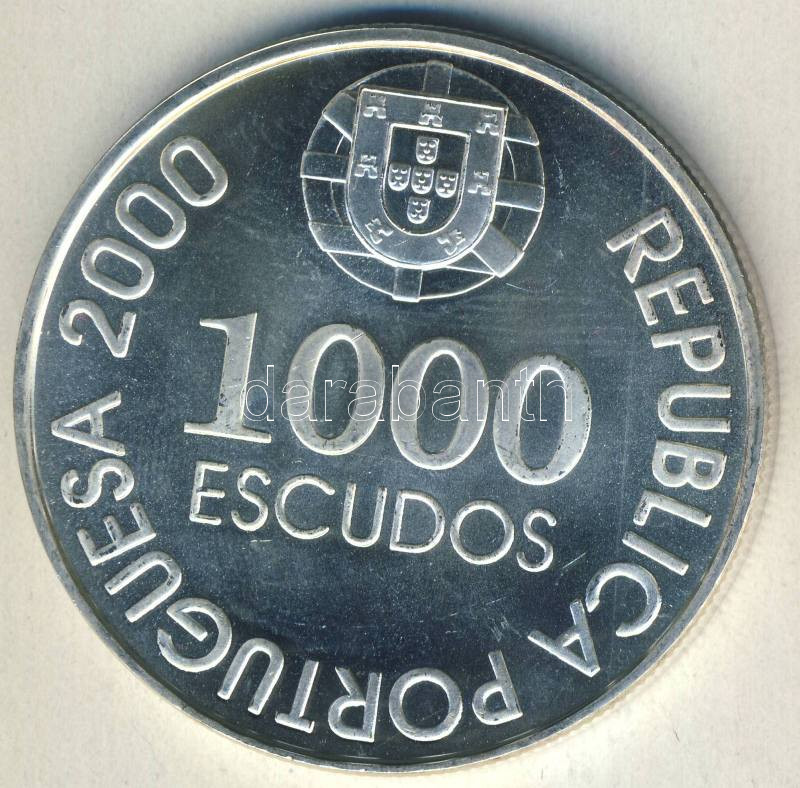 REPUBLICA PORTUGUESA 2000
1000
ESCUDOS
darabanth